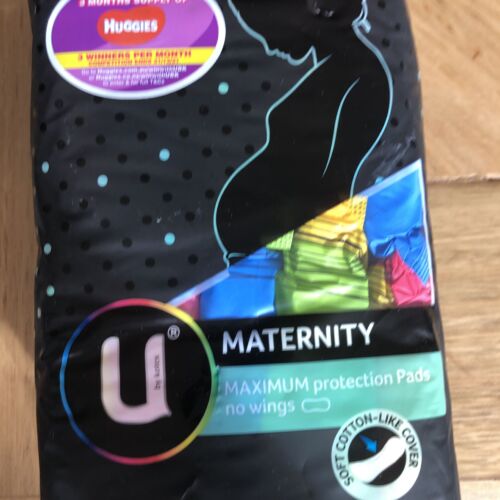 3 MONTHS SUPPLY OF
HUGGIES
3 WINNERS PER MONTH
U®
by kotex
MATERNITY
MAXIMUM protection Pads
no wings
SOFT COTTON-LIKE COVER